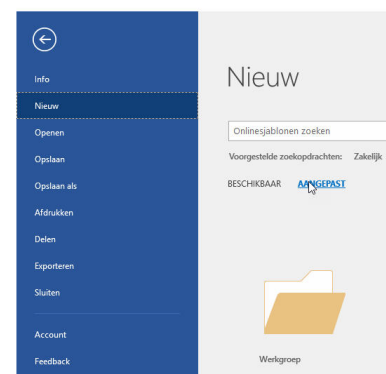 Info
Nieuw
Openen
Opslaan
Opslaan als
Afdrukken
Delen
Exporteren
Sluiten
Account
Feedback
Nieuw
Onlinesjablonen zoeken
Voorgestelde zoekopdrachten: Zakelijk
BESCHIKBAAR AANGEPAST
Werkgroep